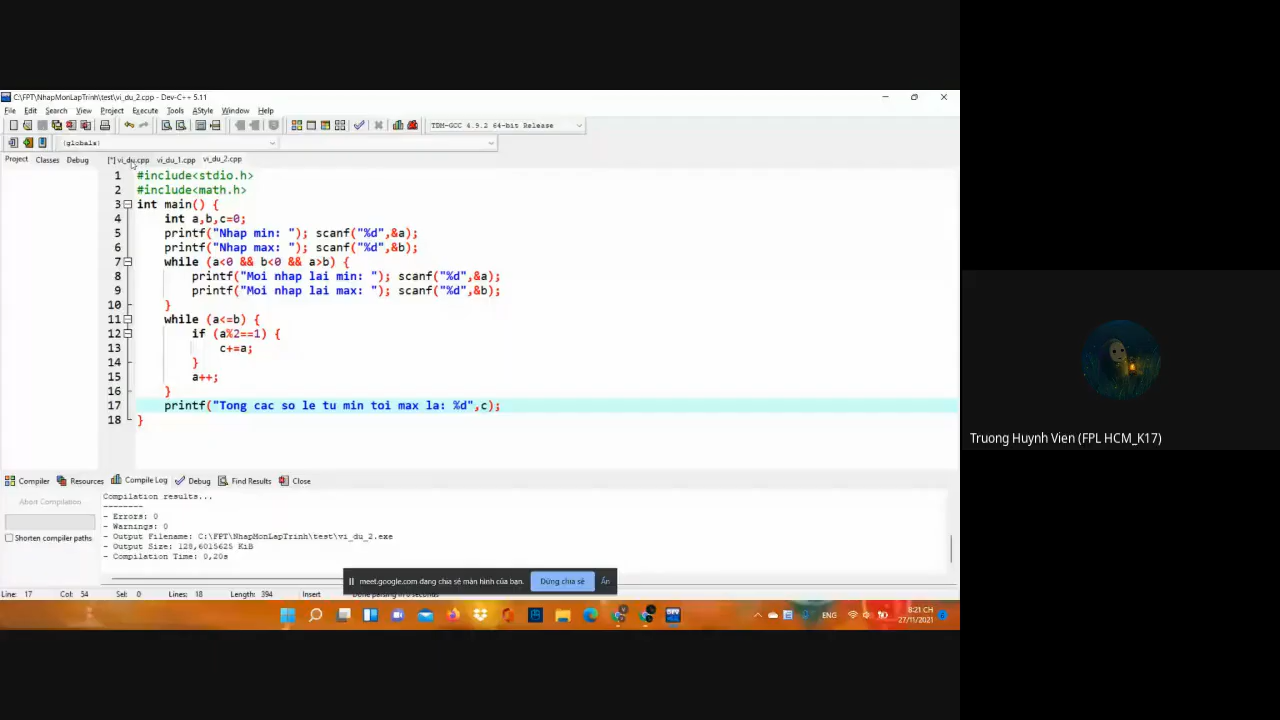 C:\FPT\NhapMonLapTrinh\test\vi_du_2.cpp - Dev-C++ 5.11
File Edit Search View Project Execute Tools AStyle Window Help
TDM-GCC 4.9.2 64-bit Release
(globals)
Project Classes Debug [*] vi_du.cpp vi_du_1.cpp vi_du_2.cpp
1 #include<stdio.h>
2 #include<math.h>
3 int main() {
4 int a,b,c=0;
5 printf("Nhap min: "); scanf("%d",&a);
6 printf("Nhap max: "); scanf("%d",&b);
7 while (a<0 && b<0 && a>b) {
8 printf("Moi nhap lai min: "); scanf("%d",&a);
9 printf("Moi nhap lai max: "); scanf("%d",&b);
10 }
11 while (a<=b) {
12 if (a%2==1) {
13 c+=a;
14 }
15 a++;
16 }
17 printf("Tong cac so le tu min toi max la: %d",c);
18 }
Truong Huynh Vien (FPL HCM_K17)
Compiler Resources Compile Log Debug Find Results Close
Abort Compilation
Shorten compiler paths
Compilation results...
--------
- Errors: 0
- Warnings: 0
- Output Filename: C:\FPT\NhapMonLapTrinh\test\vi_du_2.exe
- Output Size: 128,6015625 KiB
- Compilation Time: 0,20s
meet.google.com đang chia sẻ màn hình của bạn. Dừng chia sẻ Ẩn
Line: 17 Col: 54 Sel: 0 Lines: 18 Length: 394 Insert
ENG
8:21 CH
27/11/2021